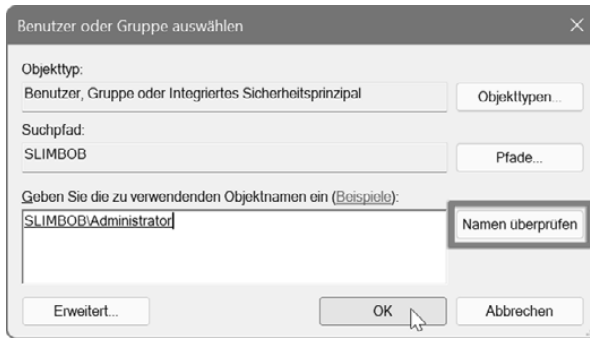 Benutzer oder Gruppe auswählen
Objekttyp:
Benutzer, Gruppe oder Integriertes Sicherheitsprinzipal
Objekttypen...
Suchpfad:
SLIMBOB
Pfade...
Geben Sie die zu verwendenden Objektnamen ein (Beispiele):
SLIMBOB\Administrator
Namen überprüfen
Erweitert...
OK
Abbrechen